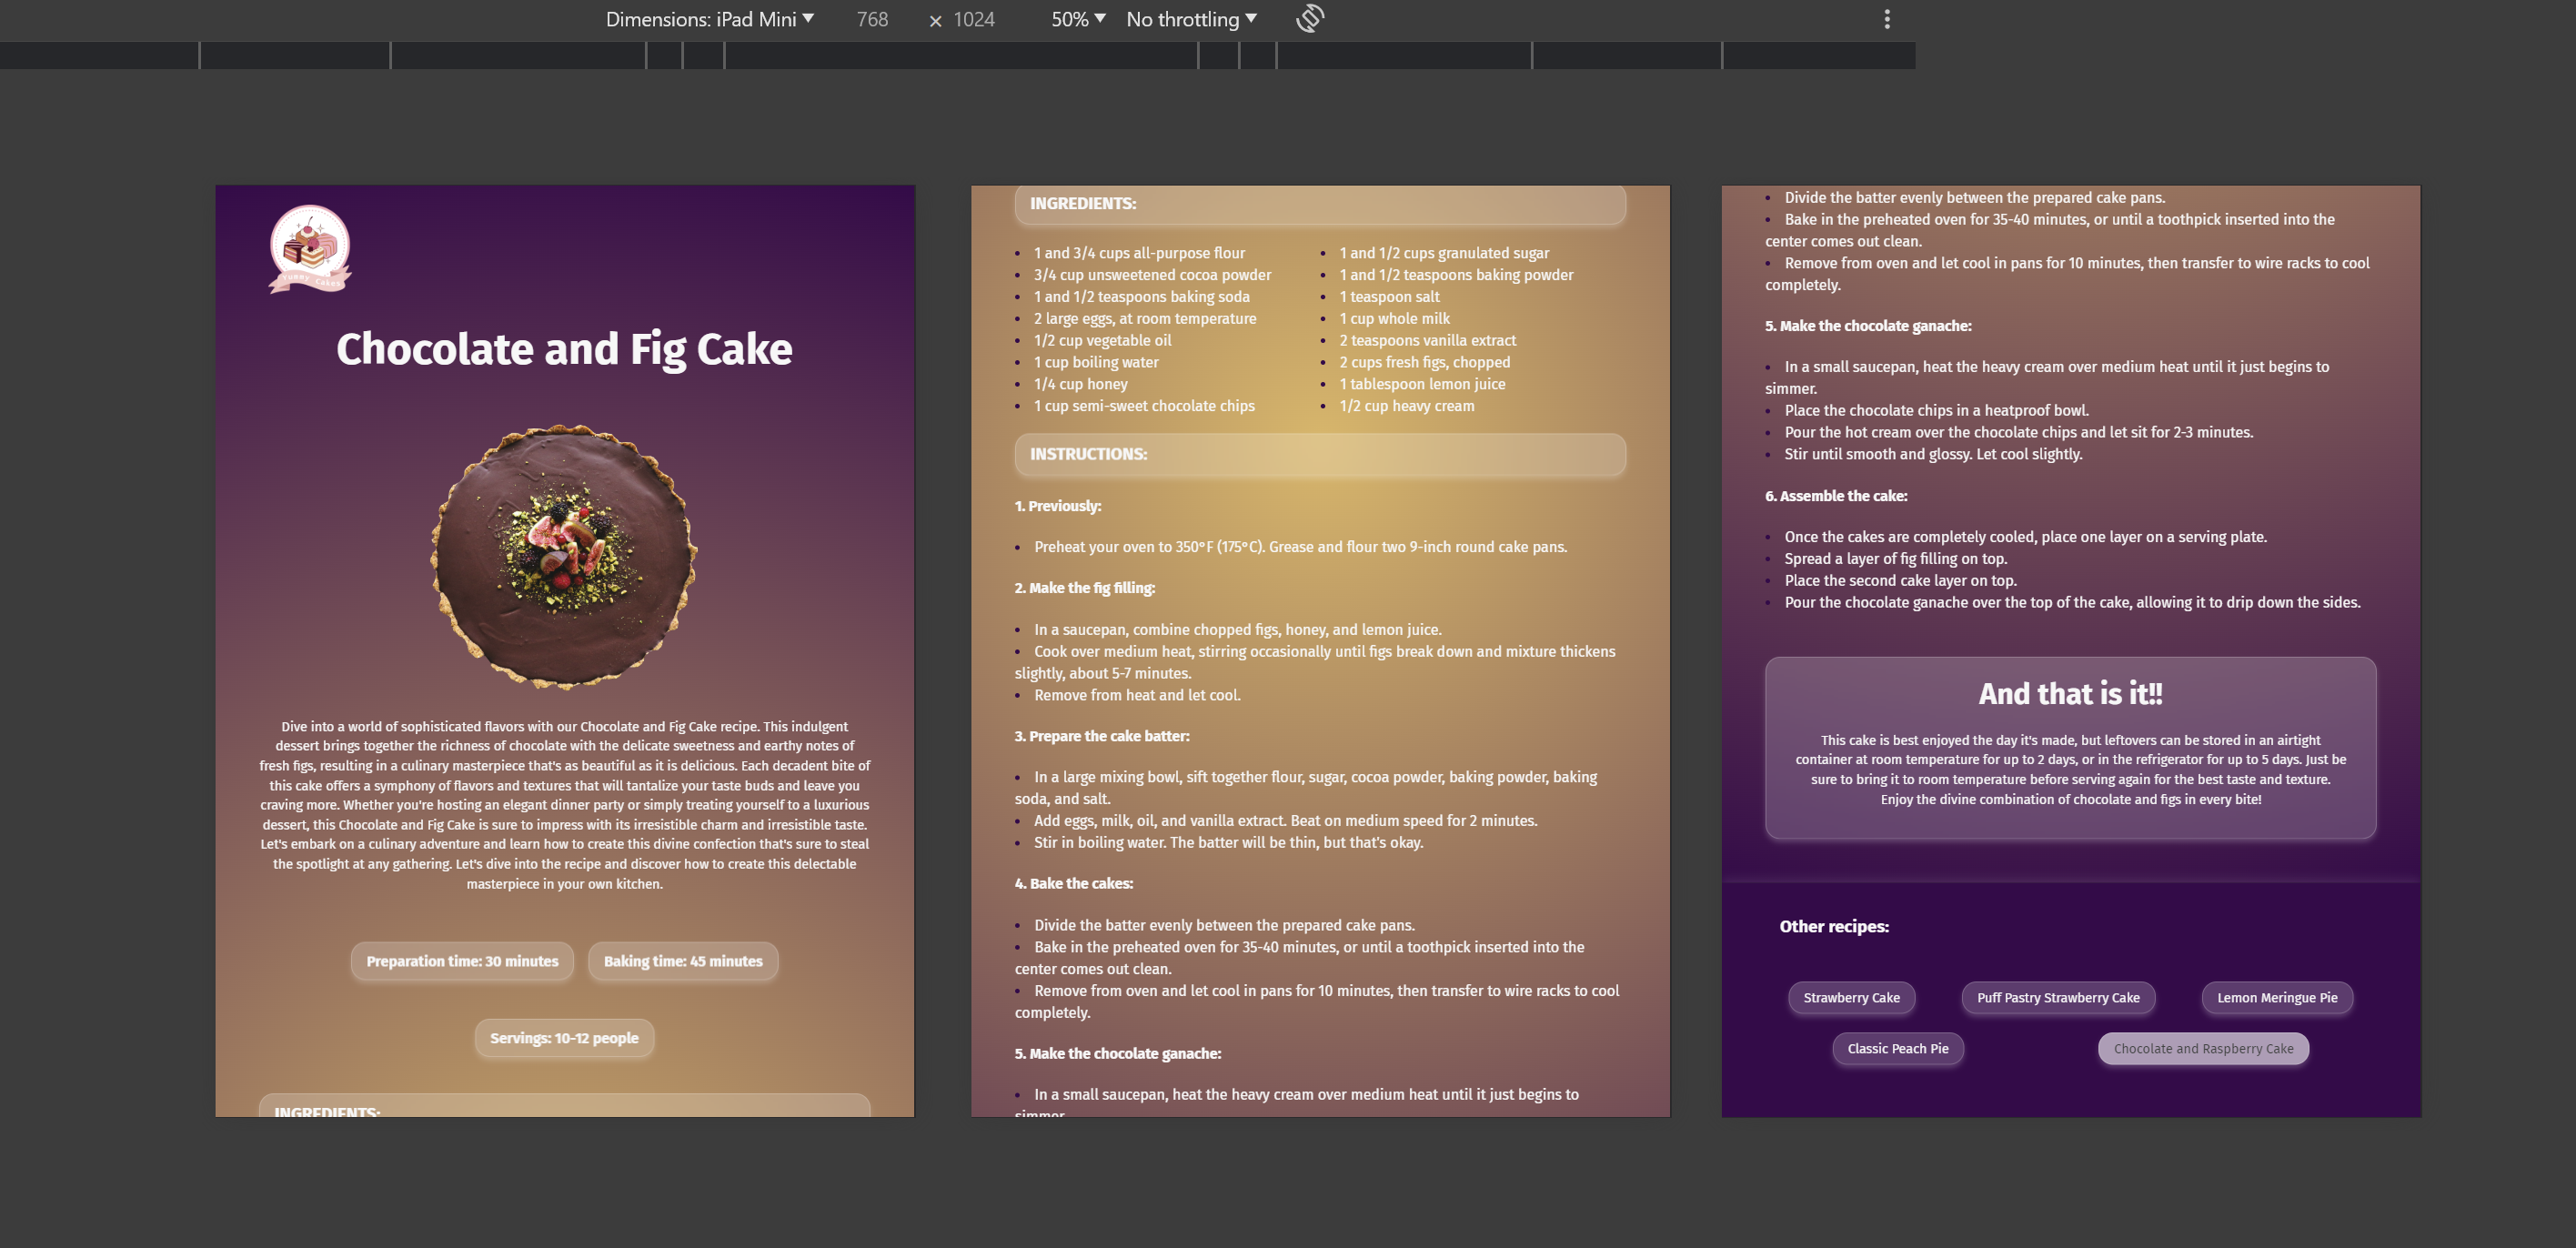 Dimensions: iPad Mini 768 × 1024 50% No throttling
Yummy Cakes
Chocolate and Fig Cake
Dive into a world of sophisticated flavors with our Chocolate and Fig Cake recipe. This indulgent
dessert brings together the richness of chocolate with the delicate sweetness and earthy notes of
fresh figs, resulting in a culinary masterpiece that's as beautiful as it is delicious. Each decadent bite of
this cake offers a symphony of flavors and textures that will tantalize your taste buds and leave you
craving more. Whether you're hosting an elegant dinner party or simply treating yourself to a luxurious
dessert, this Chocolate and Fig Cake is sure to impress with its irresistible charm and irresistible taste.
Let's embark on a culinary adventure and learn how to create this divine confection that's sure to steal
the spotlight at any gathering. Let's dive into the recipe and discover how to create this delectable
masterpiece in your own kitchen.
Preparation time: 30 minutes
Baking time: 45 minutes
Servings: 10-12 people
INGREDIENTS:
INGREDIENTS:
• 1 and 3/4 cups all-purpose flour
• 3/4 cup unsweetened cocoa powder
• 1 and 1/2 teaspoons baking soda
• 2 large eggs, at room temperature
• 1/2 cup vegetable oil
• 1 cup boiling water
• 1/4 cup honey
• 1 cup semi-sweet chocolate chips
• 1 and 1/2 cups granulated sugar
• 1 and 1/2 teaspoons baking powder
• 1 teaspoon salt
• 1 cup whole milk
• 2 teaspoons vanilla extract
• 2 cups fresh figs, chopped
• 1 tablespoon lemon juice
• 1/2 cup heavy cream
INSTRUCTIONS:
1. Previously:
• Preheat your oven to 350°F (175°C). Grease and flour two 9-inch round cake pans.
2. Make the fig filling:
• In a saucepan, combine chopped figs, honey, and lemon juice.
• Cook over medium heat, stirring occasionally until figs break down and mixture thickens
slightly, about 5-7 minutes.
• Remove from heat and let cool.
3. Prepare the cake batter:
• In a large mixing bowl, sift together flour, sugar, cocoa powder, baking powder, baking
soda, and salt.
• Add eggs, milk, oil, and vanilla extract. Beat on medium speed for 2 minutes.
• Stir in boiling water. The batter will be thin, but that's okay.
4. Bake the cakes:
• Divide the batter evenly between the prepared cake pans.
• Bake in the preheated oven for 35-40 minutes, or until a toothpick inserted into the
center comes out clean.
• Remove from oven and let cool in pans for 10 minutes, then transfer to wire racks to cool
completely.
5. Make the chocolate ganache:
• In a small saucepan, heat the heavy cream over medium heat until it just begins to
simmer.
• Divide the batter evenly between the prepared cake pans.
• Bake in the preheated oven for 35-40 minutes, or until a toothpick inserted into the
center comes out clean.
• Remove from oven and let cool in pans for 10 minutes, then transfer to wire racks to cool
completely.
5. Make the chocolate ganache:
• In a small saucepan, heat the heavy cream over medium heat until it just begins to
simmer.
• Place the chocolate chips in a heatproof bowl.
• Pour the hot cream over the chocolate chips and let sit for 2-3 minutes.
• Stir until smooth and glossy. Let cool slightly.
6. Assemble the cake:
• Once the cakes are completely cooled, place one layer on a serving plate.
• Spread a layer of fig filling on top.
• Place the second cake layer on top.
• Pour the chocolate ganache over the top of the cake, allowing it to drip down the sides.
And that is it!!
This cake is best enjoyed the day it's made, but leftovers can be stored in an airtight
container at room temperature for up to 2 days, or in the refrigerator for up to 5 days. Just be
sure to bring it to room temperature before serving again for the best taste and texture.
Enjoy the divine combination of chocolate and figs in every bite!
Other recipes:
Strawberry Cake
Puff Pastry Strawberry Cake
Lemon Meringue Pie
Classic Peach Pie
Chocolate and Raspberry Cake